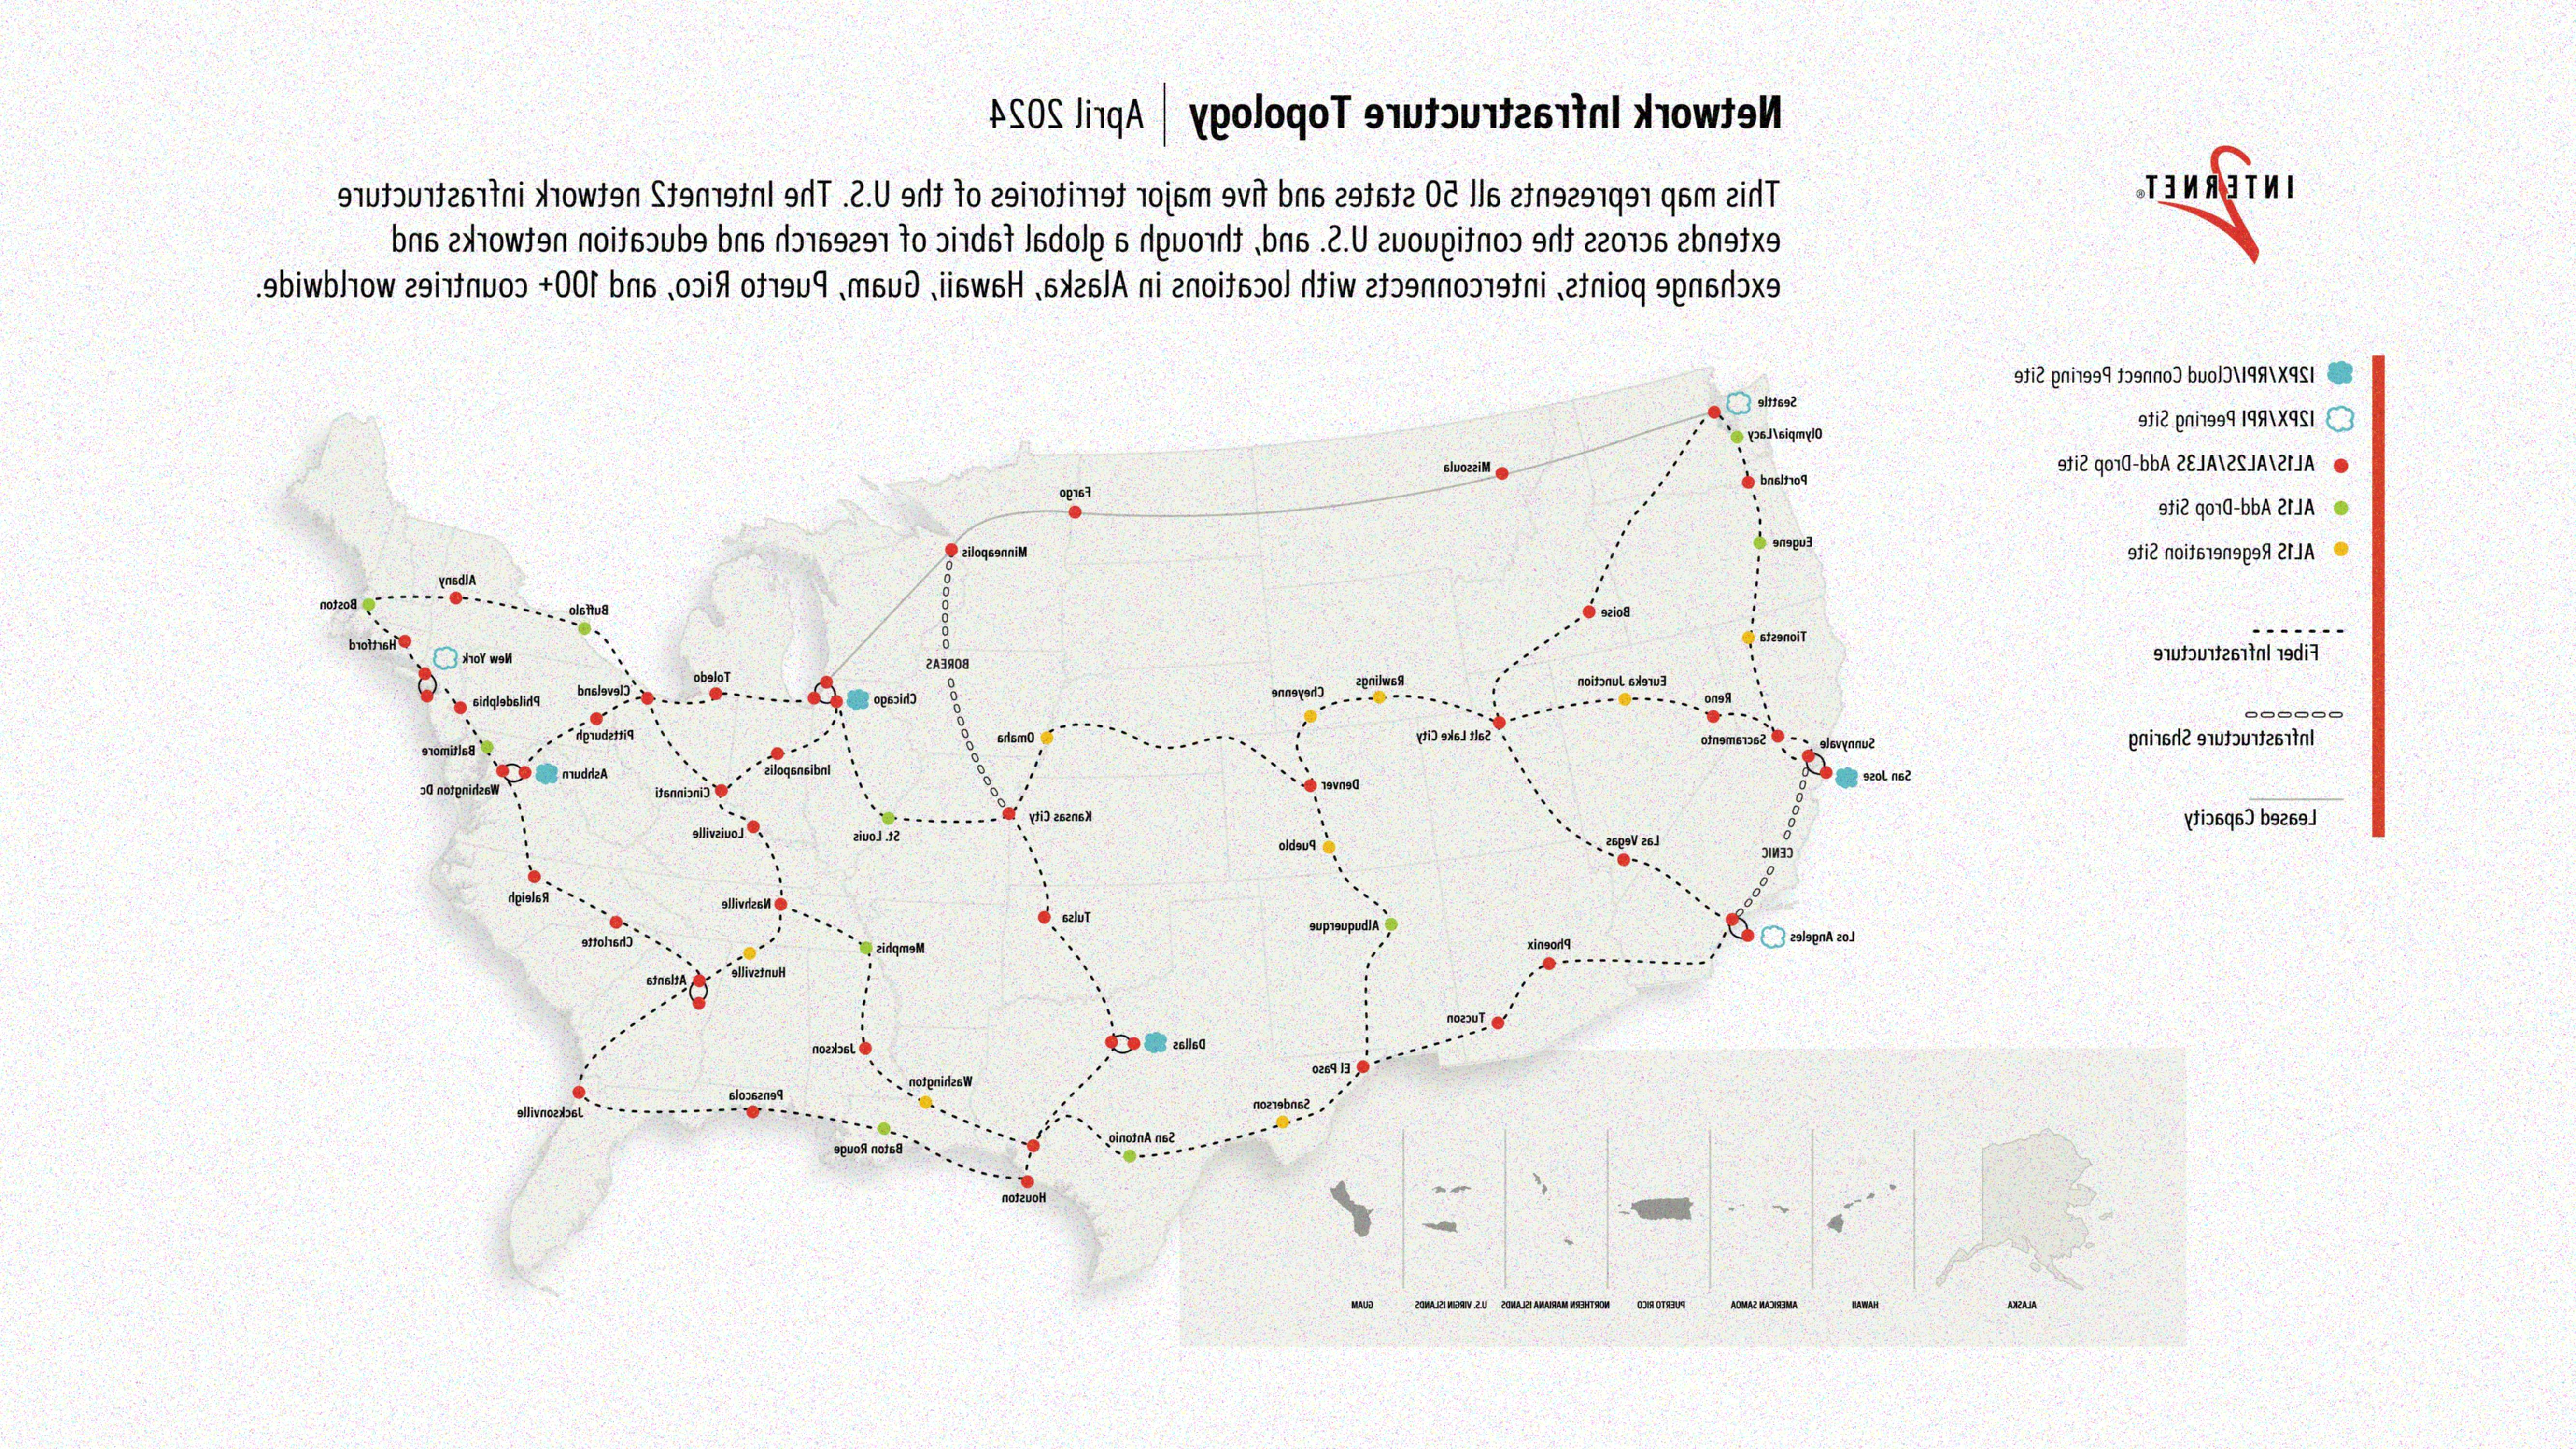 INTERNET®
Network Infrastructure Topology | April 2024
This map represents all 50 states and five major territories of the U.S. The Internet2 network infrastructure
extends across the contiguous U.S. and, through a global fabric of research and education networks and
exchange points, interconnects with locations in Alaska, Hawaii, Guam, Puerto Rico, and 100+ countries worldwide.
I2PX/RPI/Cloud Connect Peering Site
I2PX/RPI Peering Site
AL1S/AL2S/AL3S Add-Drop Site
AL1S Add-Drop Site
AL1S Regeneration Site
Fiber Infrastructure
Infrastructure Sharing
Leased Capacity
Seattle
Olympia/Lacy
Missoula
Portland
Fargo
Eugene
Minneapolis
Albany
Boston
Buffalo
Boise
Tionesta
Hartford
New York
BOREAS
Toledo
Eureka Junction
Rawlings
Cheyenne
Cleveland
Reno
Chicago
Philadelphia
Pittsburgh
Salt Lake City
Omaha
Sacramento
Sunnyvale
Baltimore
Indianapolis
Ashburn
San Jose
Denver
Washington Dc
Cincinnati
Kansas City
Louisville
St. Louis
Las Vegas
Pueblo
CENIC
Raleigh
Nashville
Tulsa
Albuquerque
Los Angeles
Phoenix
Charlotte
Memphis
Huntsville
Atlanta
Tucson
Dallas
Jackson
El Paso
Washington
Sanderson
Pensacola
Jacksonville
San Antonio
Baton Rouge
Houston
ALASKA
HAWAII
AMERICAN SAMOA
PUERTO RICO
NORTHERN MARIANA ISLANDS
U.S. VIRGIN ISLANDS
GUAM